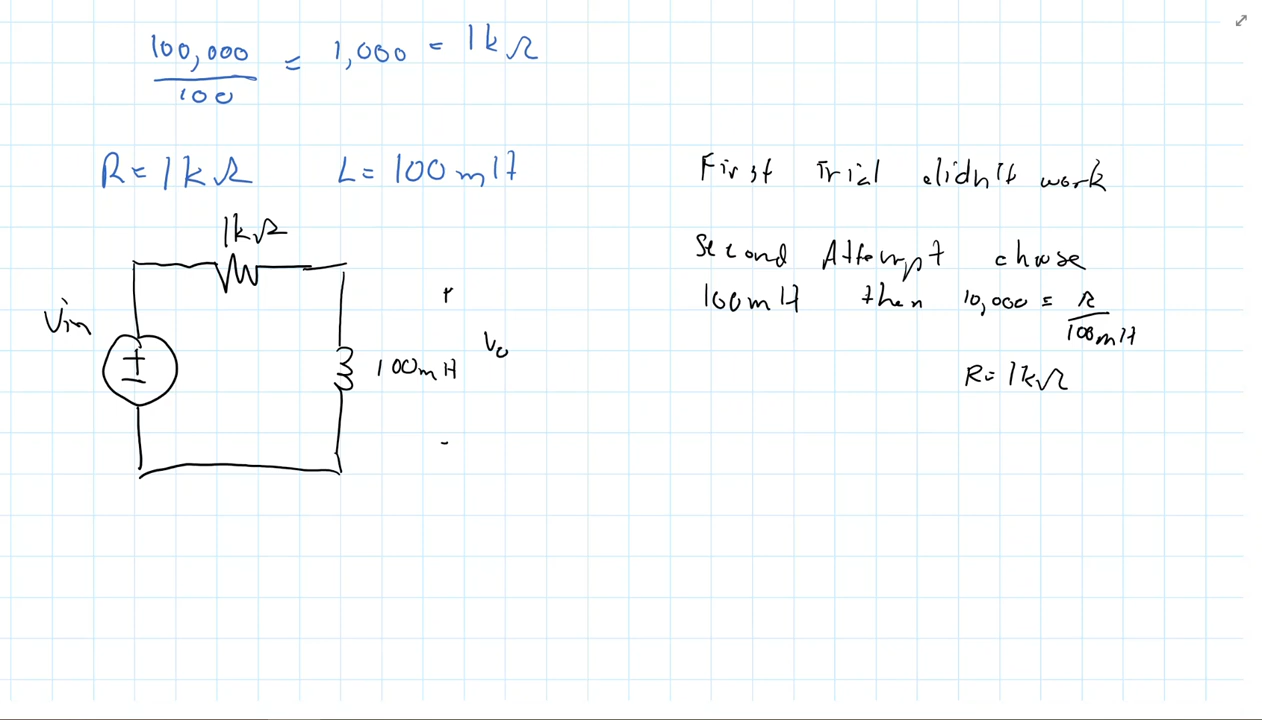 100,000
100
= 1,000 = 1kΩ
R = 1kΩ L = 100mH
1kΩ
Vin
+
-
100mH
+
Vo
-
First Trial didn't work
Second Attempt choose
100mH then 10,000 = R
100mH
R = 1kΩ